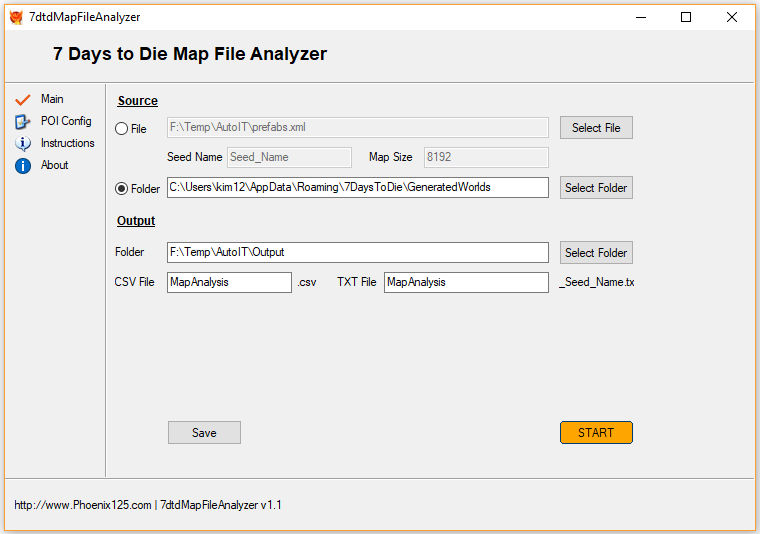 7dtdMapFileAnalyzer
7 Days to Die Map File Analyzer
Main
POI Config
Instructions
About
Source
File F:\Temp\AutoIT\prefabs.xml Select File
Seed Name Seed_Name Map Size 8192
Folder C:\Users\kim12\AppData\Roaming\7DaysToDie\GeneratedWorlds Select Folder
Output
Folder F:\Temp\AutoIT\Output Select Folder
CSV File MapAnalysis .csv TXT File MapAnalysis _Seed_Name.tx
Save START
http://www.Phoenix125.com | 7dtdMapFileAnalyzer v1.1